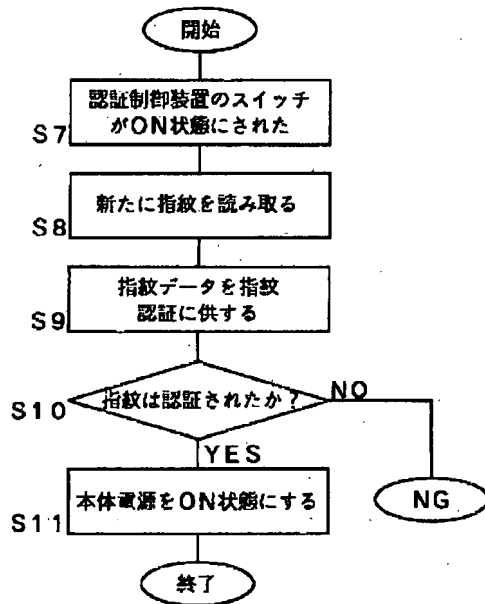 開始
認証制御装置のスイッチ
がON状態にされた
S7
新たに指紋を読み取る
S8
指紋データを指紋
認証に供する
S9
指紋は認証されたか?
NO
S10
YES
本体電源をON状態にする
NG
S11
終了